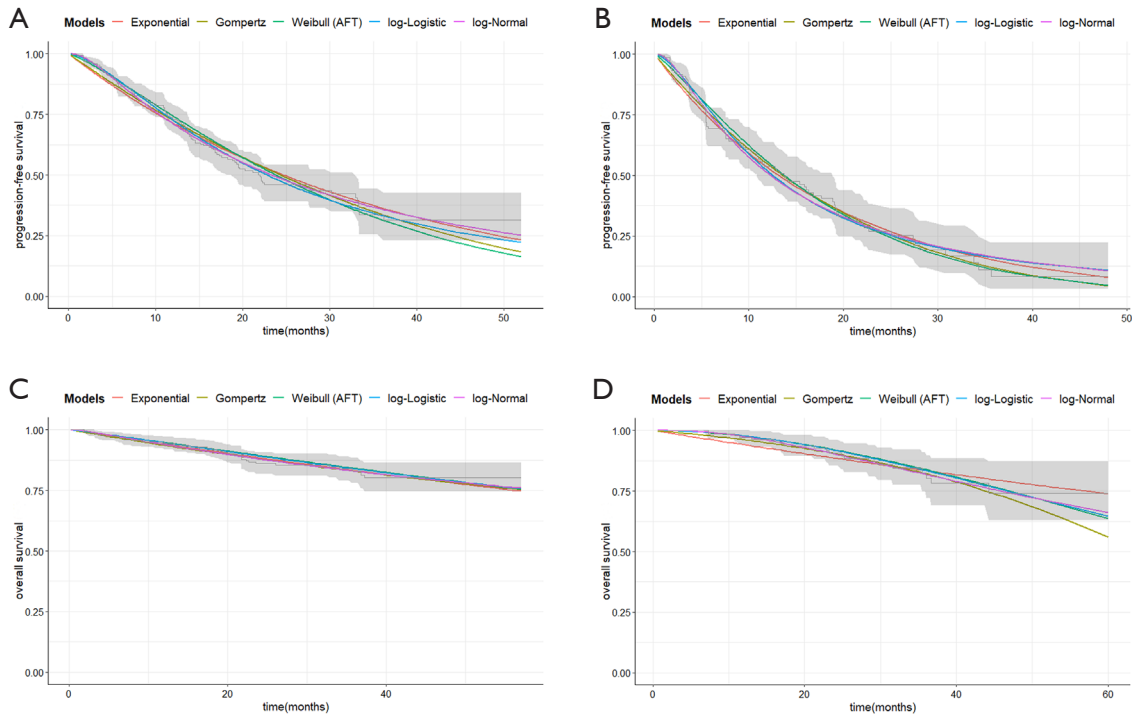 A
Models Exponential Gompertz Weibull (AFT) log-Logistic log-Normal
progression-free survival
1.00
0.75
0.50
0.25
0.00
0 10 20 30 40 50
time(months)
B
Models Exponential Gompertz Weibull (AFT) log-Logistic log-Normal
progression-free survival
1.00
0.75
0.50
0.25
0.00
0 10 20 30 40 50
time(months)
C
Models Exponential Gompertz Weibull (AFT) log-Logistic log-Normal
overall survival
1.00
0.75
0.50
0.25
0.00
0 20 40
time(months)
D
Models Exponential Gompertz Weibull (AFT) log-Logistic log-Normal
overall survival
1.00
0.75
0.50
0.25
0.00
0 20 40 60
time(months)